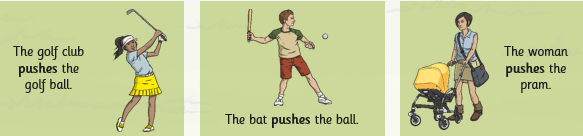 The golf club
pushes the
golf ball.
The bat pushes the ball.
The woman
pushes the
pram.